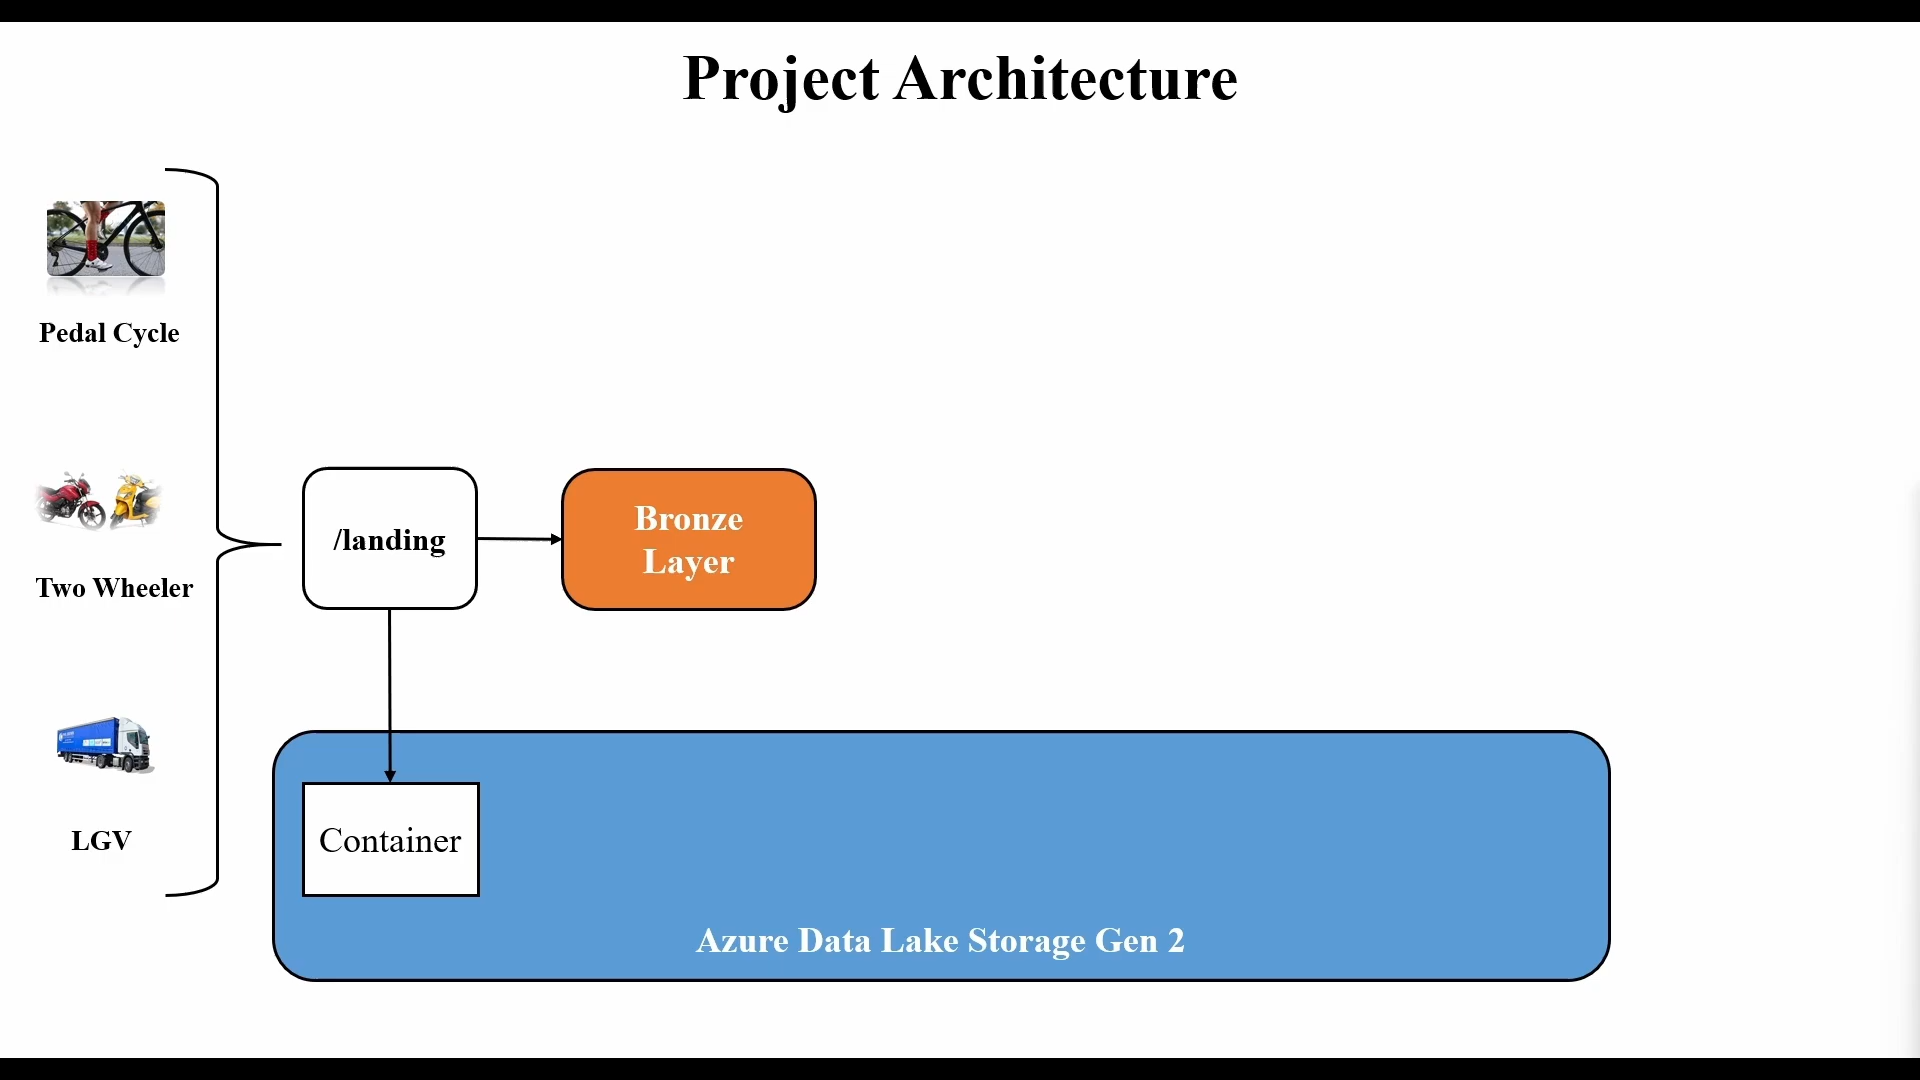 Project Architecture
Pedal Cycle
Two Wheeler
LGV
/landing
Bronze
Layer
Container
Azure Data Lake Storage Gen 2